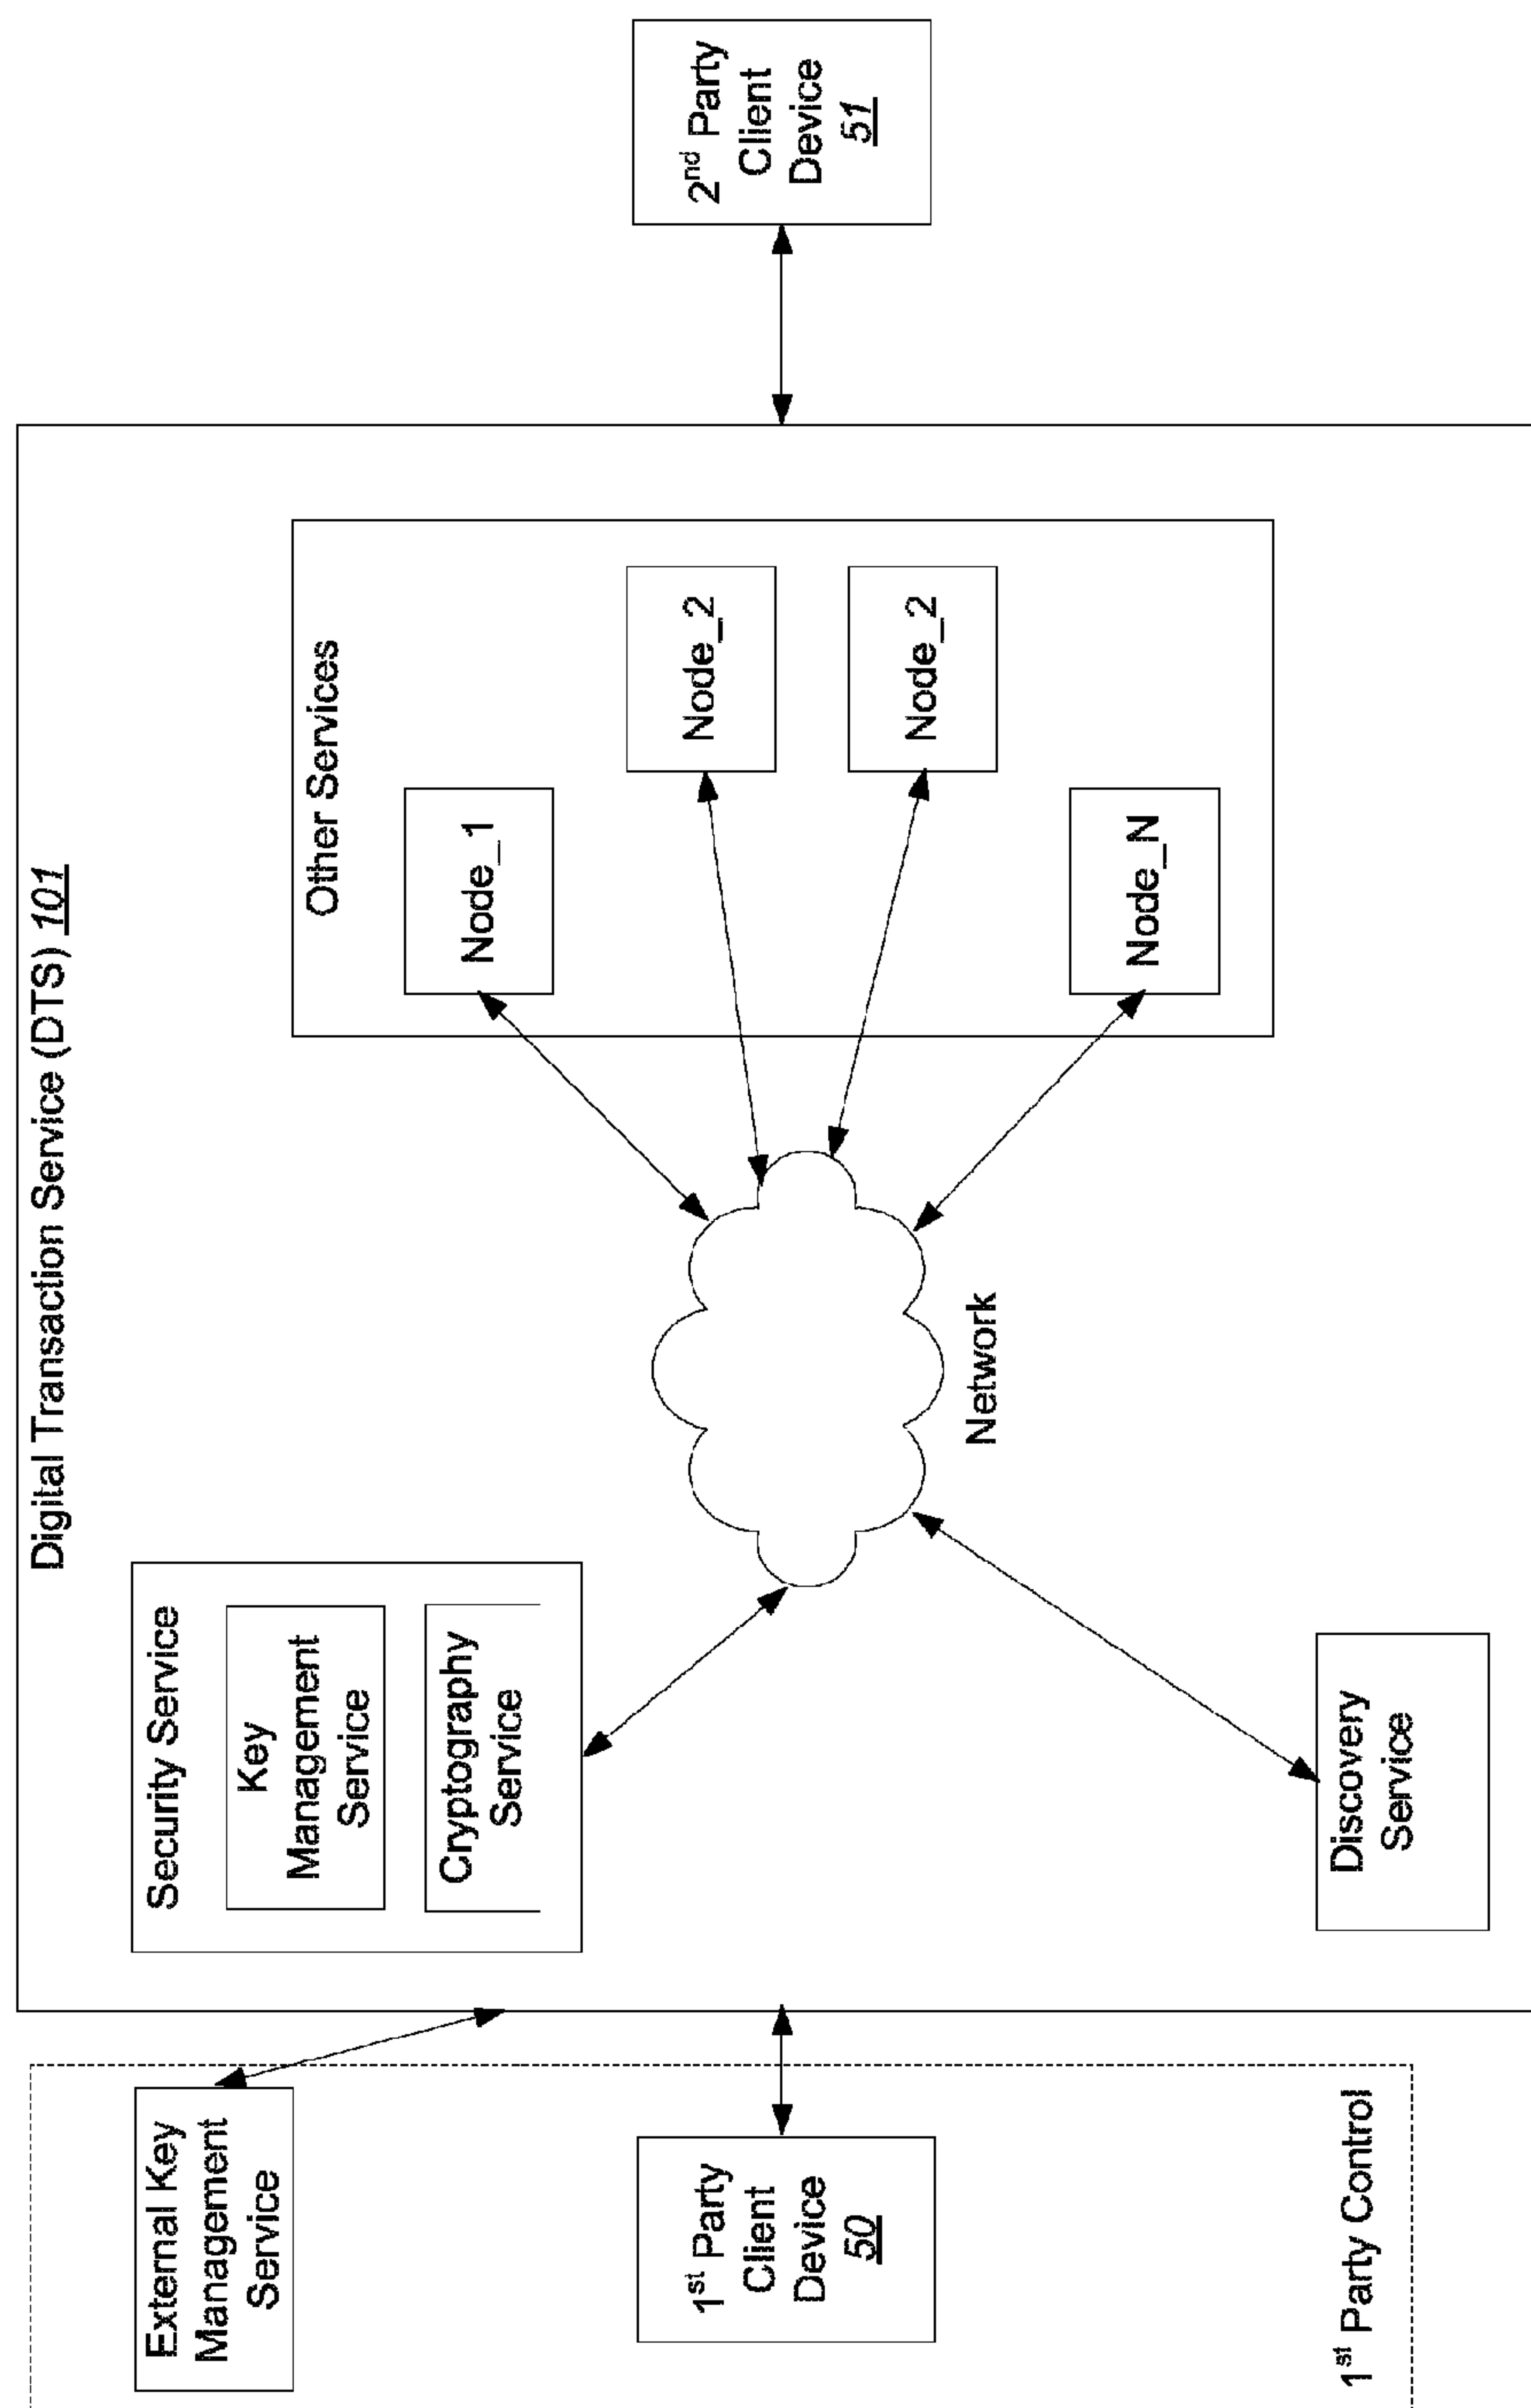 Digital Transaction Service (DTS) 101
External Key
Management
Service
1st Party
Client
Device
50
1st Party Control
Security Service
Key
Management
Service
Cryptography
Service
Discovery
Service
Network
Other Services
Node_1
Node_2
Node_2
Node_N
2nd Party
Client
Device
51